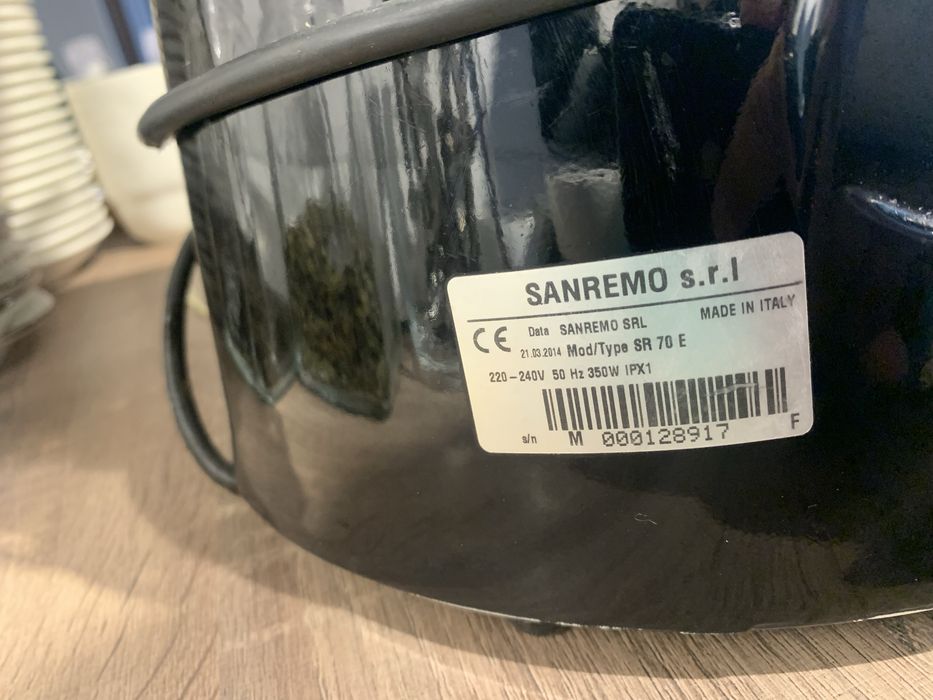 SANREMO s.r.l
MADE IN ITALY
CE Data SANREMO SRL
21.03.2014 Mod/Type SR 70 E
220-240V 50 Hz 350W IPX1
s/n M 000128917 F